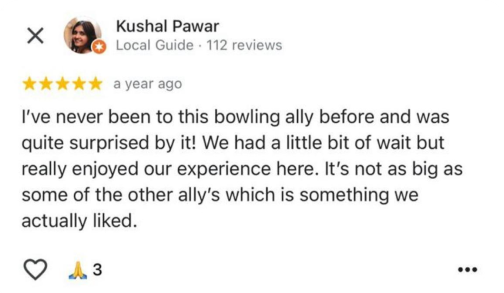 Kushal Pawar
Local Guide · 112 reviews
a year ago
I've never been to this bowling ally before and was
quite surprised by it! We had a little bit of wait but
really enjoyed our experience here. It's not as big as
some of the other ally's which is something we
actually liked.
3